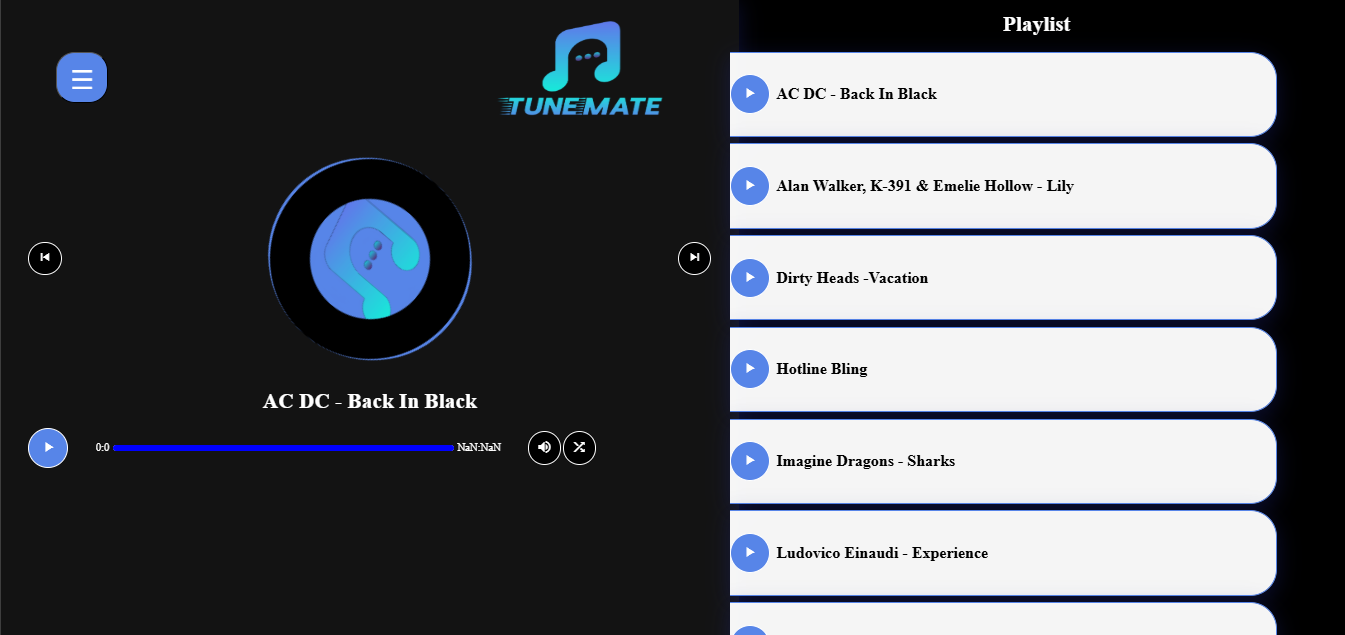 TUNEMATE
AC DC - Back In Black
0:0
NaN:NaN
Playlist
AC DC - Back In Black
Alan Walker, K-391 & Emelie Hollow - Lily
Dirty Heads -Vacation
Hotline Bling
Imagine Dragons - Sharks
Ludovico Einaudi - Experience